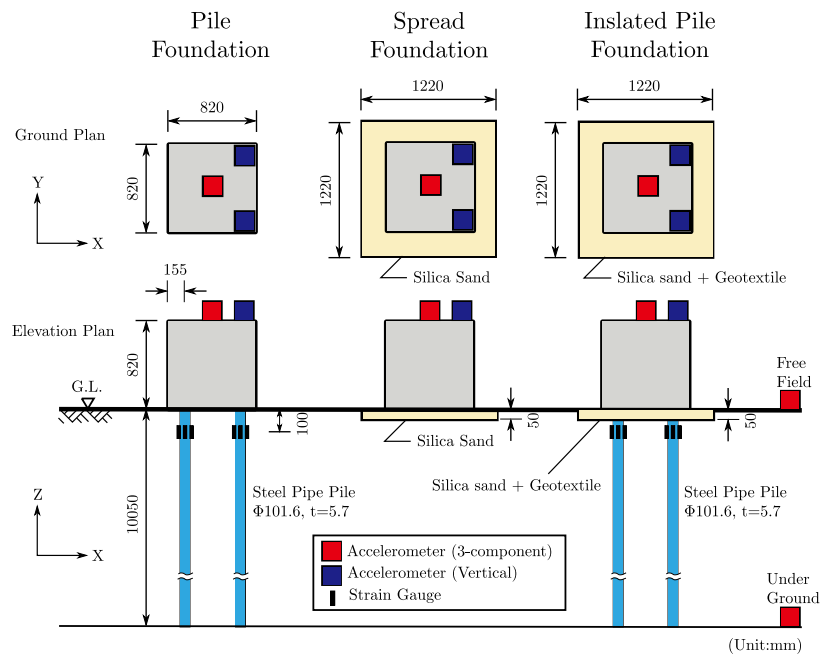 Pile
Foundation
Spread
Foundation
Inslated Pile
Foundation
820
1220
1220
Ground Plan
820
1220
1220
Y
X
Silica Sand
Silica sand + Geotextile
155
Elevation Plan
820
G.L.
100
50
50
Free
Field
Silica Sand
Silica sand + Geotextile
Z
X
10050
Steel Pipe Pile
Φ101.6, t=5.7
Steel Pipe Pile
Φ101.6, t=5.7
Accelerometer (3-component)
Accelerometer (Vertical)
Strain Gauge
Under
Ground
(Unit:mm)